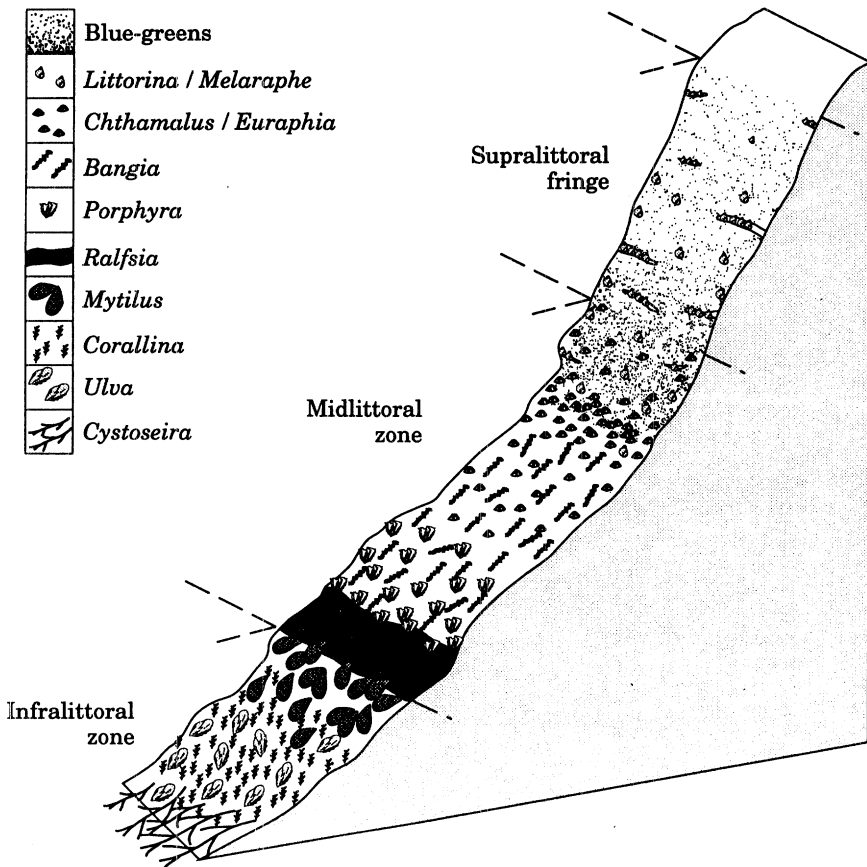 Blue-greens
Littorina / Melaraphe
Chthamalus / Euraphia
Bangia
Porphyra
Ralfsia
Mytilus
Corallina
Ulva
Cystoseira
Supralittoral
fringe
Midlittoral
zone
Infralittoral
zone